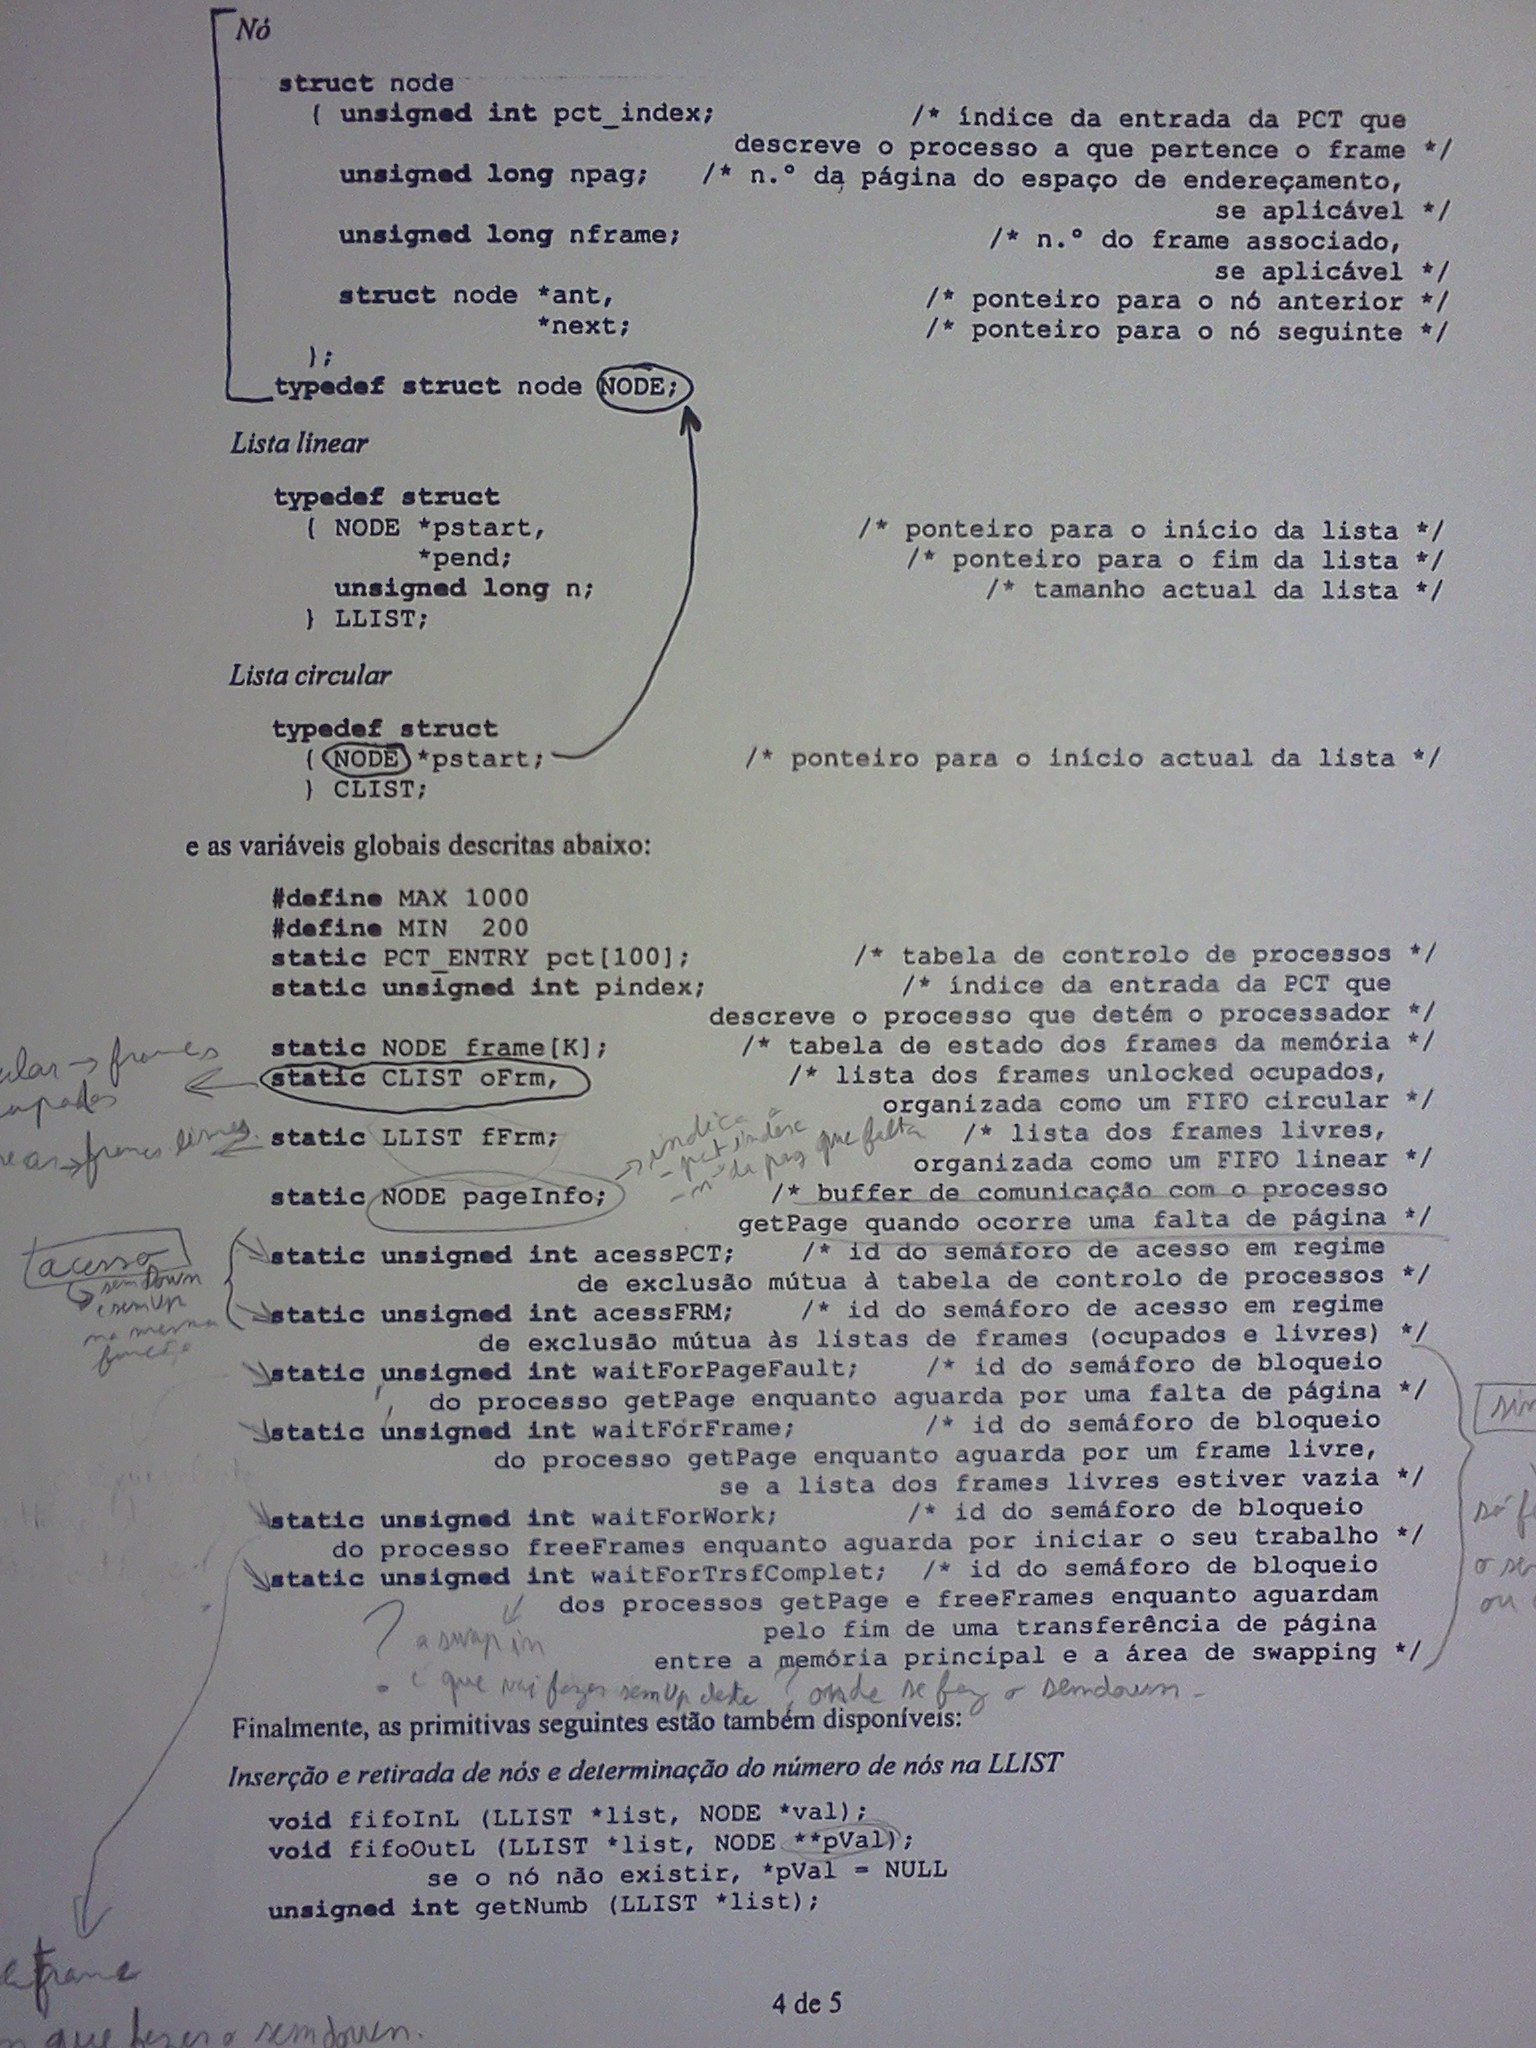 Nó
struct node
{ unsigned int pct_index; /* índice da entrada da PCT que
descreve o processo a que pertence o frame */
unsigned long npag; /* n.º da página do espaço de endereçamento,
se aplicável */
unsigned long nframe; /* n.º do frame associado,
se aplicável */
struct node *ant, /* ponteiro para o nó anterior */
*next; /* ponteiro para o nó seguinte */
};
typedef struct node NODE;
Lista linear
typedef struct
{ NODE *pstart, /* ponteiro para o início da lista */
*pend; /* ponteiro para o fim da lista */
unsigned long n; /* tamanho actual da lista */
} LLIST;
Lista circular
typedef struct
{ NODE *pstart; /* ponteiro para o início actual da lista */
} CLIST;
e as variáveis globais descritas abaixo:
#define MAX 1000
#define MIN 200
static PCT_ENTRY pct[100]; /* tabela de controlo de processos */
static unsigned int pindex; /* índice da entrada da PCT que
descreve o processo que detém o processador */
static NODE frame[K]; /* tabela de estado dos frames da memória */
ular → frames
static CLIST oFrm, /* lista dos frames unlocked ocupados,
upados
organizada como um FIFO circular */
→ frames livres.
static LLIST fFrm; /* lista dos frames livres,
organizada como um FIFO linear */
→ indica
- pct index
- nº da pag que falta
static NODE pageInfo; /* buffer de comunicação com o processo
getPage quando ocorre uma falta de página */
acesso
↳ semDown
e semUp
na mesma
função
static unsigned int acessPCT; /* id do semáforo de acesso em regime
de exclusão mútua à tabela de controlo de processos */
static unsigned int acessFRM; /* id do semáforo de acesso em regime
de exclusão mútua às listas de frames (ocupados e livres) */
static unsigned int waitForPageFault; /* id do semáforo de bloqueio
do processo getPage enquanto aguarda por uma falta de página */
static unsigned int waitForFrame; /* id do semáforo de bloqueio
do processo getPage enquanto aguarda por um frame livre,
se a lista dos frames livres estiver vazia */
static unsigned int waitForWork; /* id do semáforo de bloqueio
do processo freeFrames enquanto aguarda por iniciar o seu trabalho */
static unsigned int waitForTrsfComplet; /* id do semáforo de bloqueio
dos processos getPage e freeFrames enquanto aguardam
pelo fim de uma transferência de página
entre a memória principal e a área de swapping */
sin
só f
o se
ou
? a swap in
é que vai fazer semUp deste ? onde se faz o semdown -
Finalmente, as primitivas seguintes estão também disponíveis:
Inserção e retirada de nós e determinação do número de nós na LLIST
void fifoInL (LLIST *list, NODE *val);
void fifoOutL (LLIST *list, NODE **pVal);
se o nó não existir, *pVal = NULL
unsigned int getNumb (LLIST *list);
frame
que fazer o semdown.
4 de 5